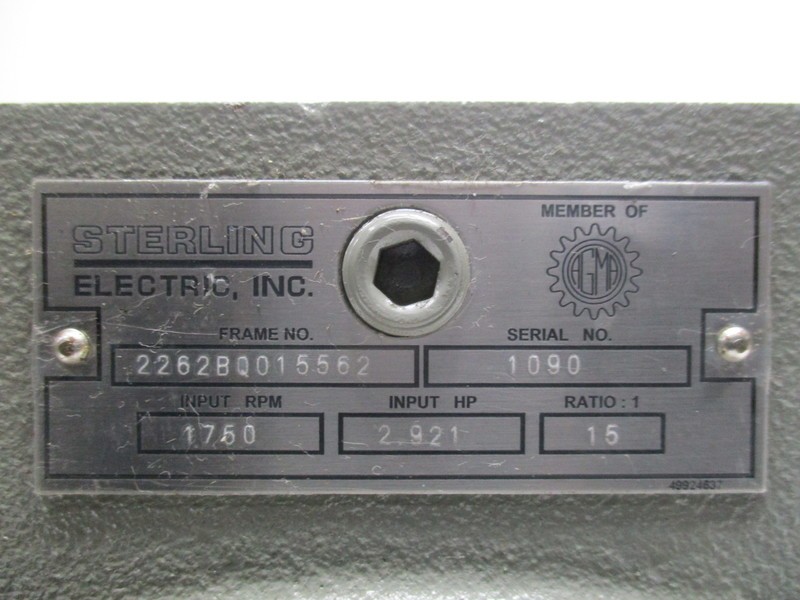 MEMBER OF
STERLING
AGMA
ELECTRIC, INC.
FRAME NO. SERIAL NO.
2262BQ015562 1090
INPUT RPM INPUT HP RATIO : 1
1750 2.921 15
49924637